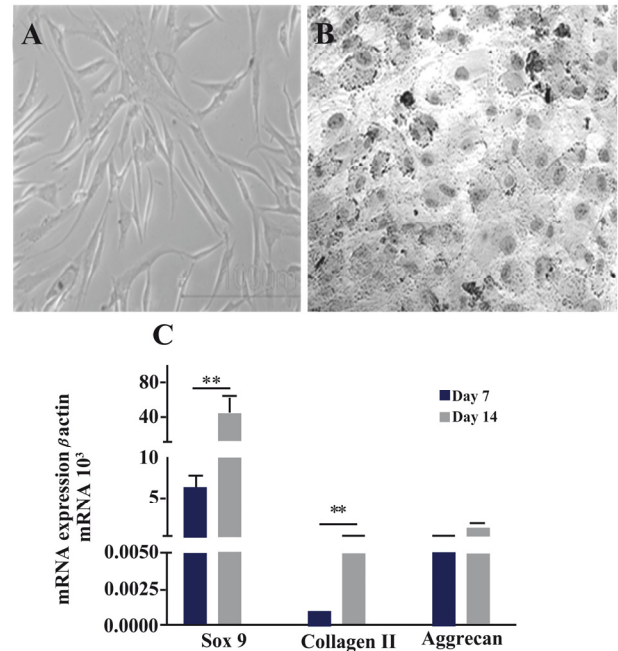 A
B
C
mRNA expression β actin
mRNA 10³
80
40
10
5
0.0050
0.0025
0.0000
**
**
Day 7
Day 14
Sox 9
Collagen II
Aggrecan